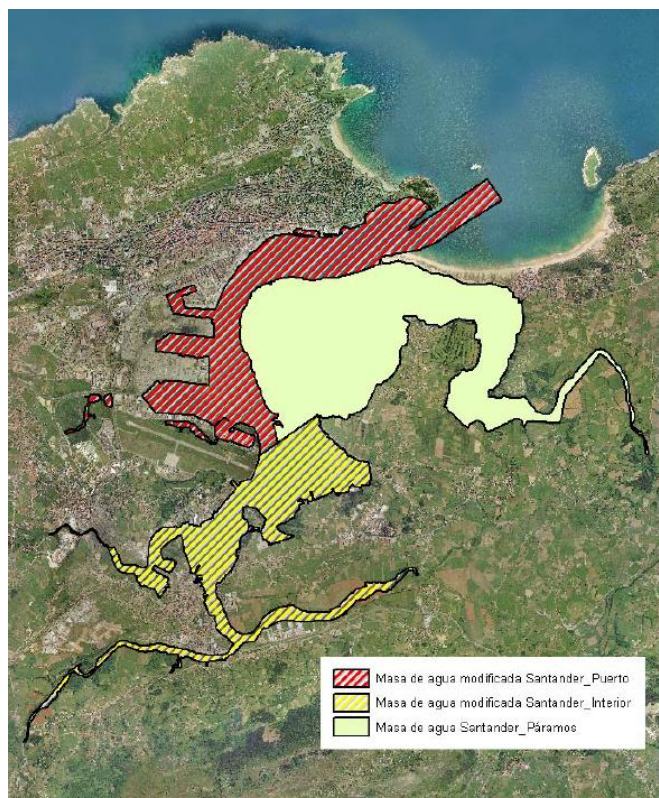 Masa de agua modificada Santander_Puerto
Masa de agua modificada Santander_Interior
Masa de agua Santander_Páramos